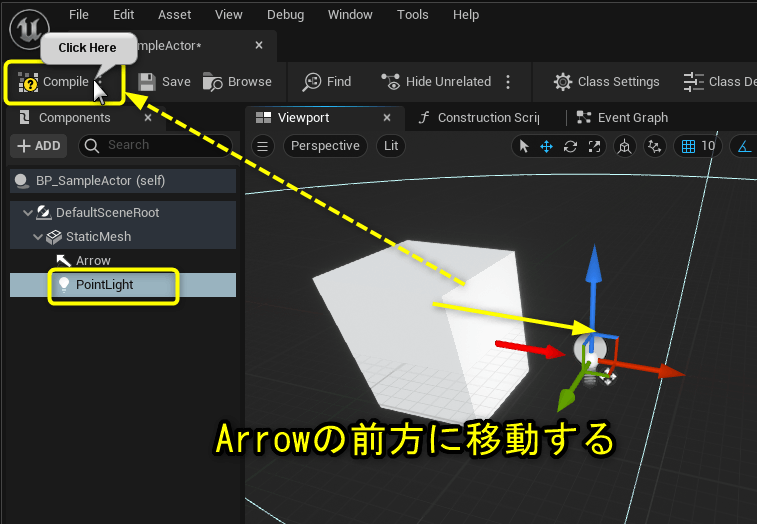 File Edit Asset View Debug Window Tools Help
Click Here
mpleActor*
Compile Save Browse Find Hide Unrelated Class Settings Class De
Components Viewport Construction Scrip Event Graph
ADD Search Perspective Lit 10
BP_SampleActor (self)
DefaultSceneRoot
StaticMesh
Arrow
PointLight
Arrowの前方に移動する